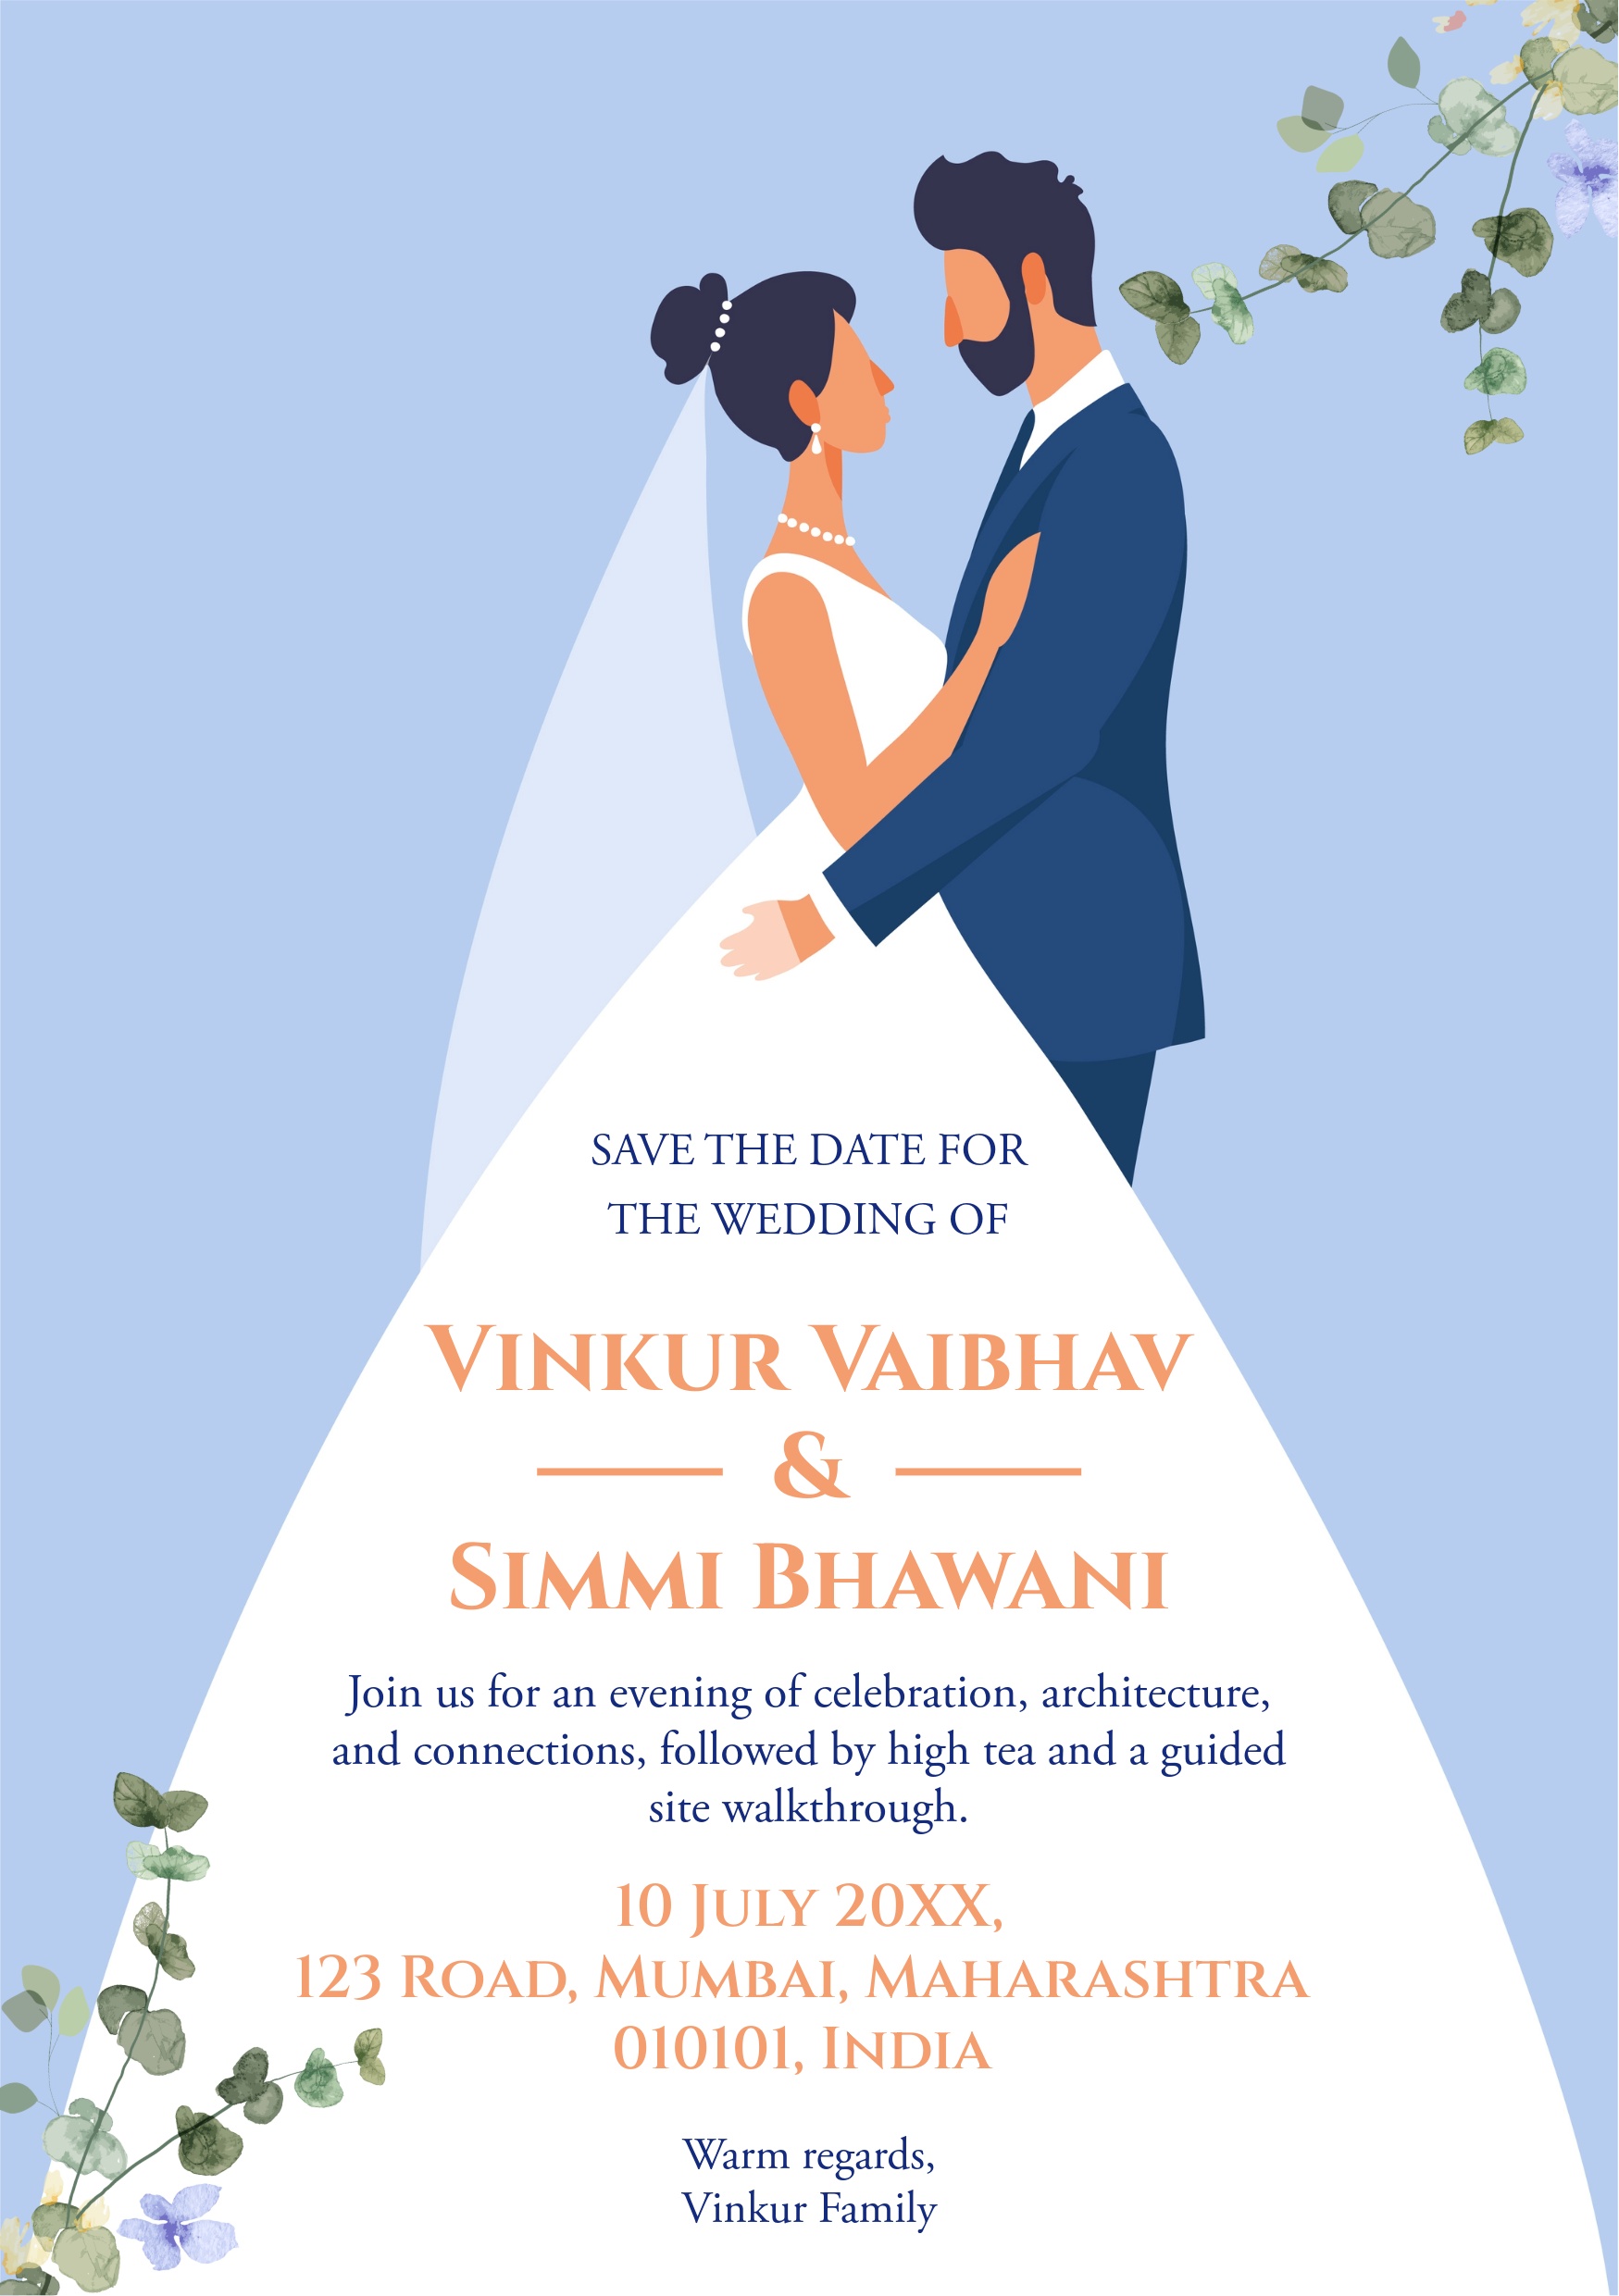 SAVE THE DATE FOR
THE WEDDING OF
VINKUR VAIBHAV
&
SIMMI BHAWANI
Join us for an evening of celebration, architecture,
and connections, followed by high tea and a guided
site walkthrough.
10 JULY 20XX,
123 ROAD, MUMBAI, MAHARASHTRA
010101, INDIA
Warm regards,
Vinkur Family